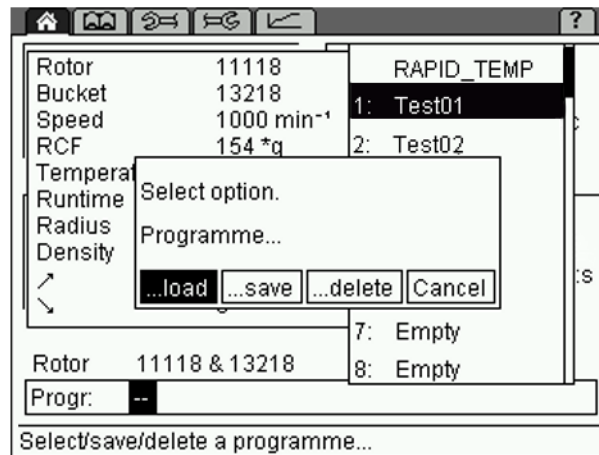 ?
Rotor 11118
Bucket 13218
Speed 1000 min⁻¹
RCF 154 *g
Temperat
Runtime
Radius
Density
RAPID_TEMP
1: Test01
2: Test02
Select option.
Programme...
...load ...save ...delete Cancel
:s
7: Empty
8: Empty
Rotor 11118 & 13218
Progr: --
Select/save/delete a programme...